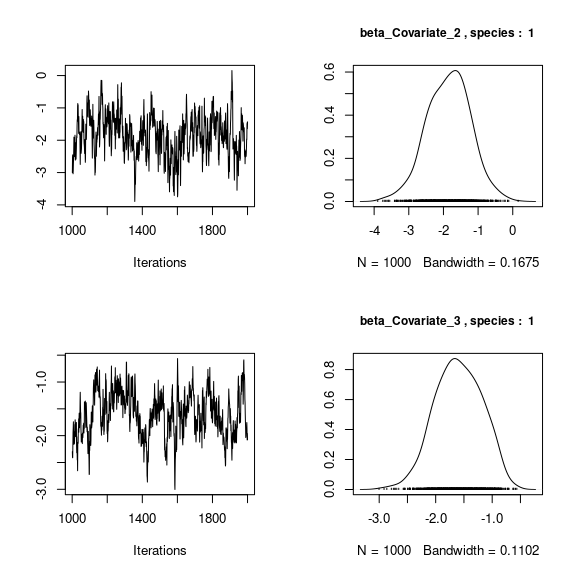 beta_Covariate_2 , species : 1
0
-1
-2
-3
-4
1000 1400 1800
Iterations
0.6
0.4
0.2
0.0
-4 -3 -2 -1 0
N = 1000 Bandwidth = 0.1675
beta_Covariate_3 , species : 1
-1.0
-2.0
-3.0
1000 1400 1800
Iterations
0.8
0.6
0.4
0.2
0.0
-3.0 -2.0 -1.0
N = 1000 Bandwidth = 0.1102